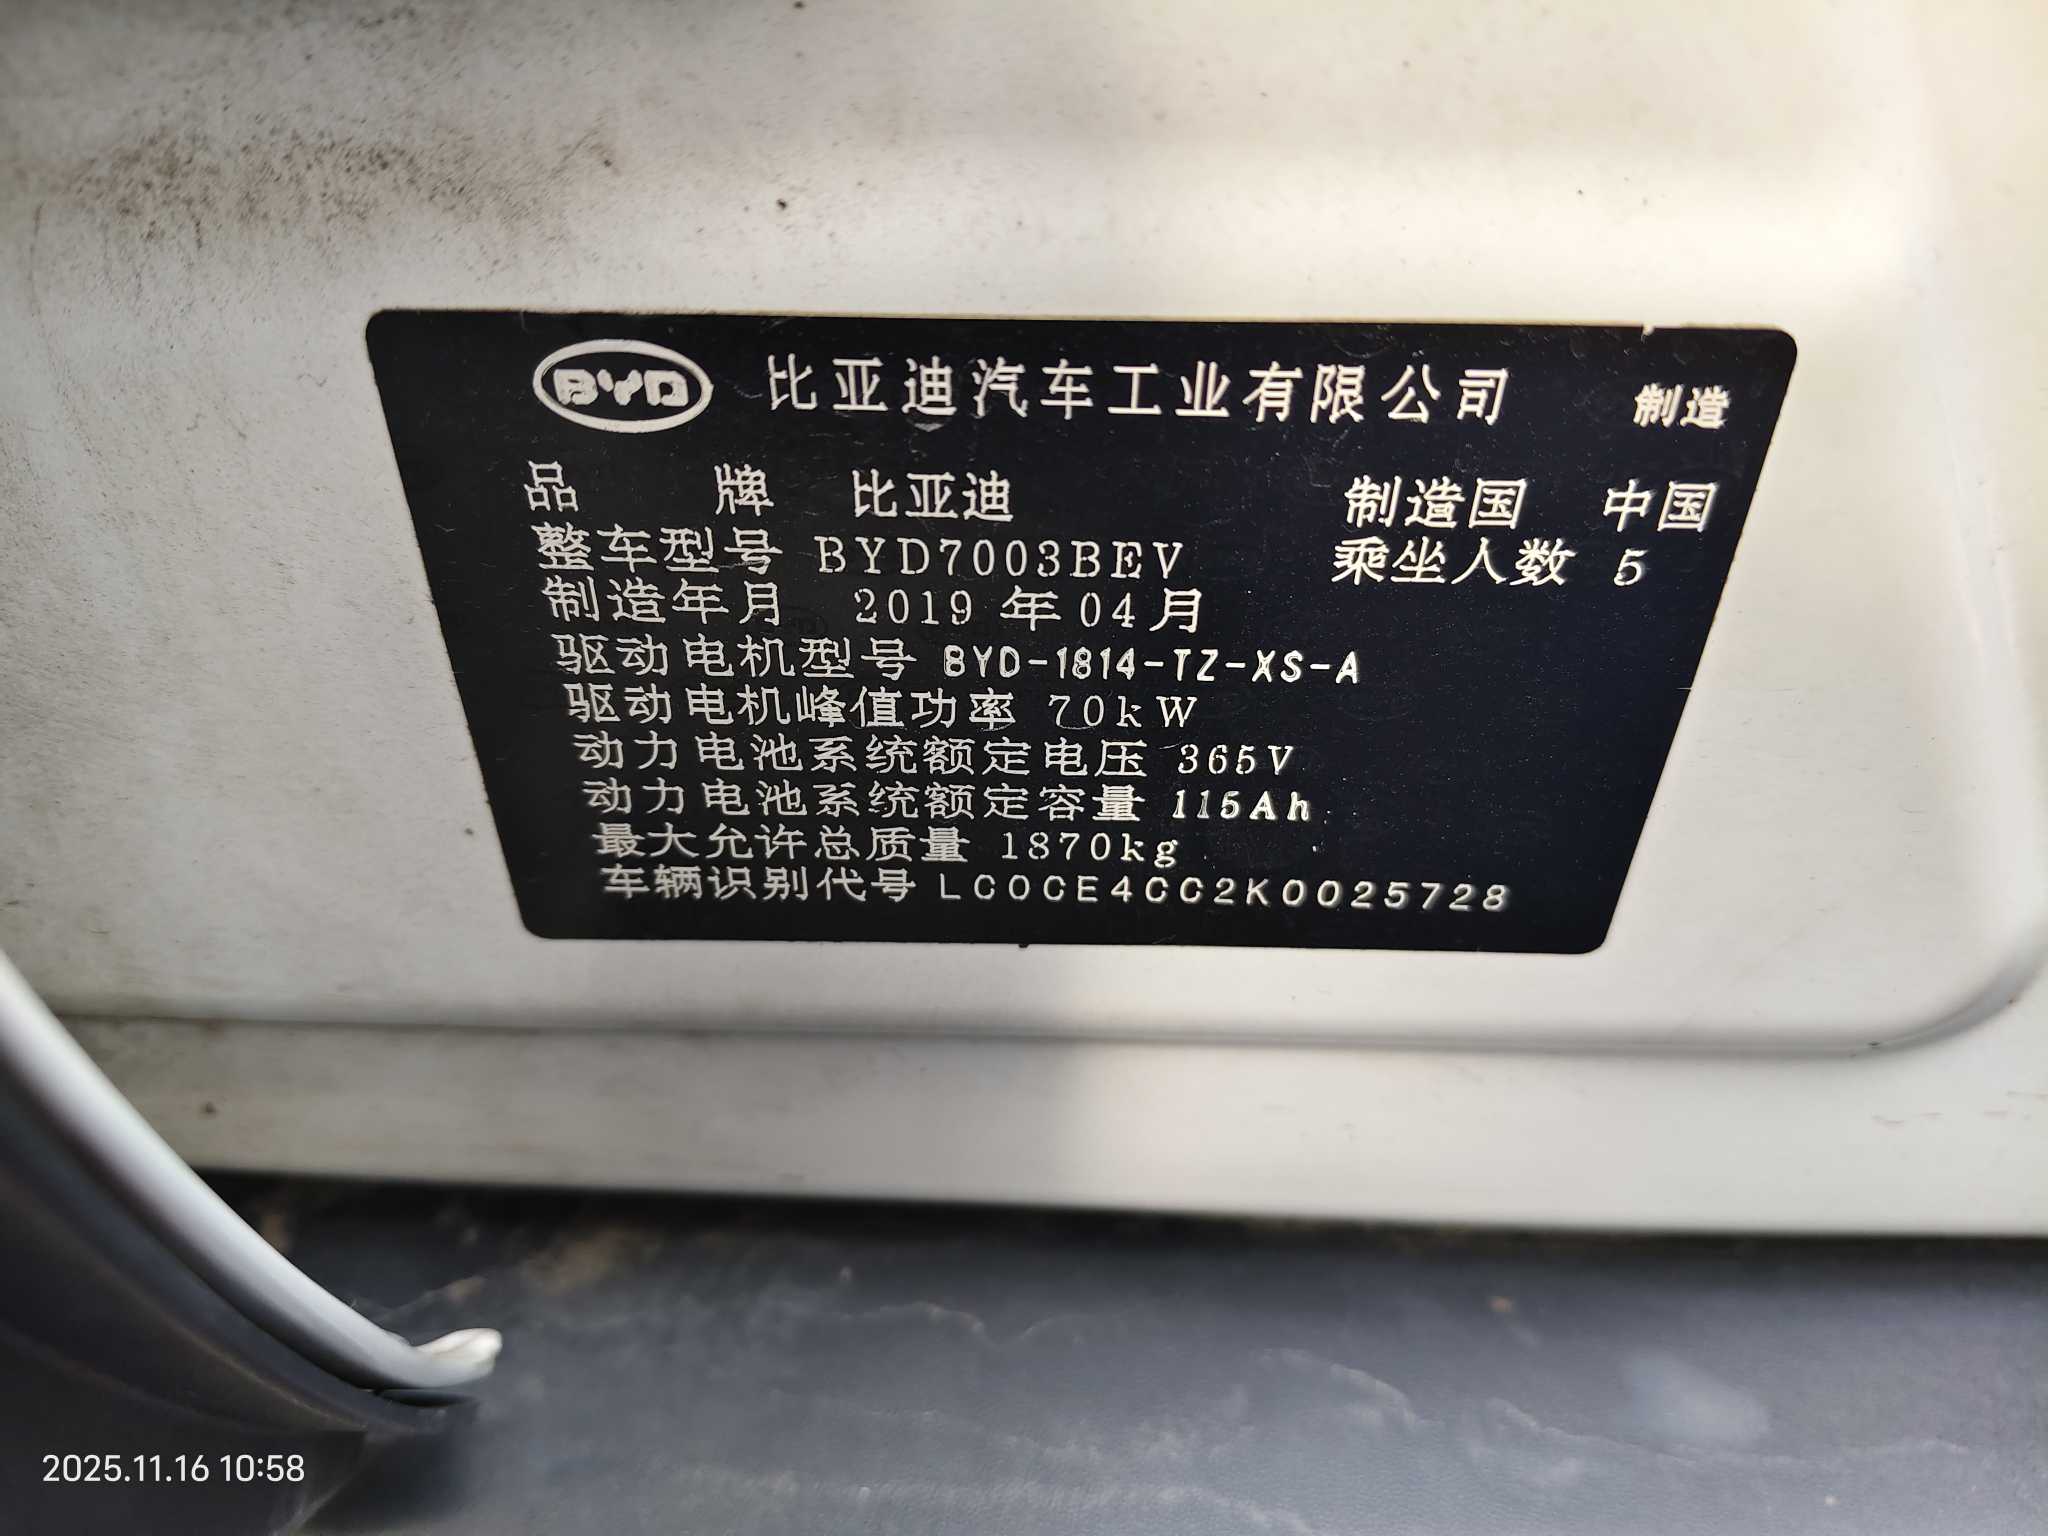 BYD 比亚迪汽车工业有限公司 制造
品 牌 比亚迪 制造国 中国
整车型号 BYD7003BEV 乘坐人数 5
制造年月 2019 年 04 月
驱动电机型号 BYD-1814-TZ-XS-A
驱动电机峰值功率 70kW
动力电池系统额定电压 365V
动力电池系统额定容量 115Ah
最大允许总质量 1870kg
车辆识别代号 LC0CE4CC2K0025728
2025.11.16 10:58